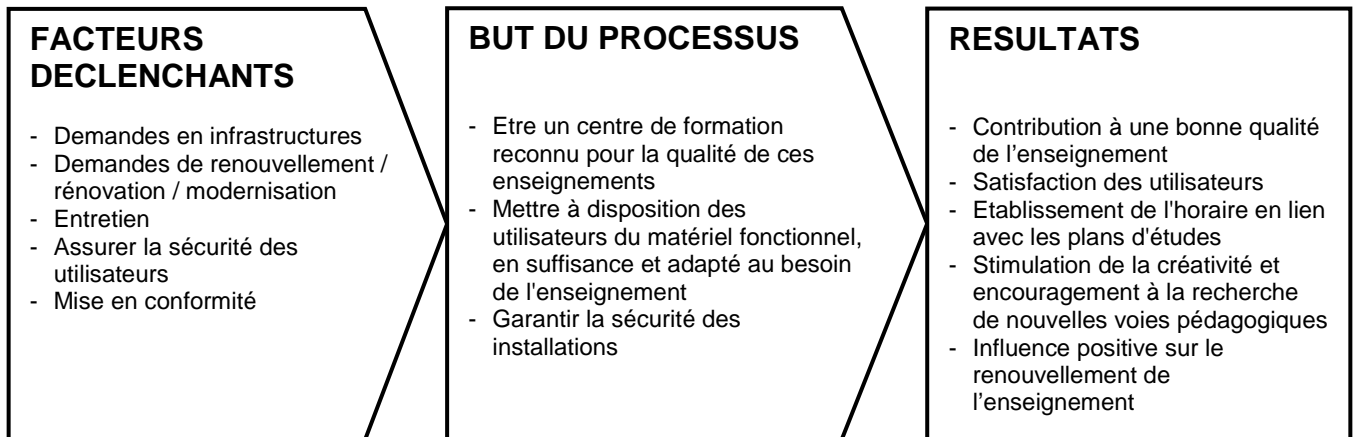 FACTEURS
DECLENCHANTS
- Demandes en infrastructures
- Demandes de renouvellement /
rénovation / modernisation
- Entretien
- Assurer la sécurité des
utilisateurs
- Mise en conformité
BUT DU PROCESSUS
- Etre un centre de formation
reconnu pour la qualité de ces
enseignements
- Mettre à disposition des
utilisateurs du matériel fonctionnel,
en suffisance et adapté au besoin
de l'enseignement
- Garantir la sécurité des
installations
RESULTATS
- Contribution à une bonne qualité
de l’enseignement
- Satisfaction des utilisateurs
- Etablissement de l'horaire en lien
avec les plans d'études
- Stimulation de la créativité et
encouragement à la recherche
de nouvelles voies pédagogiques
- Influence positive sur le
renouvellement de
l’enseignement